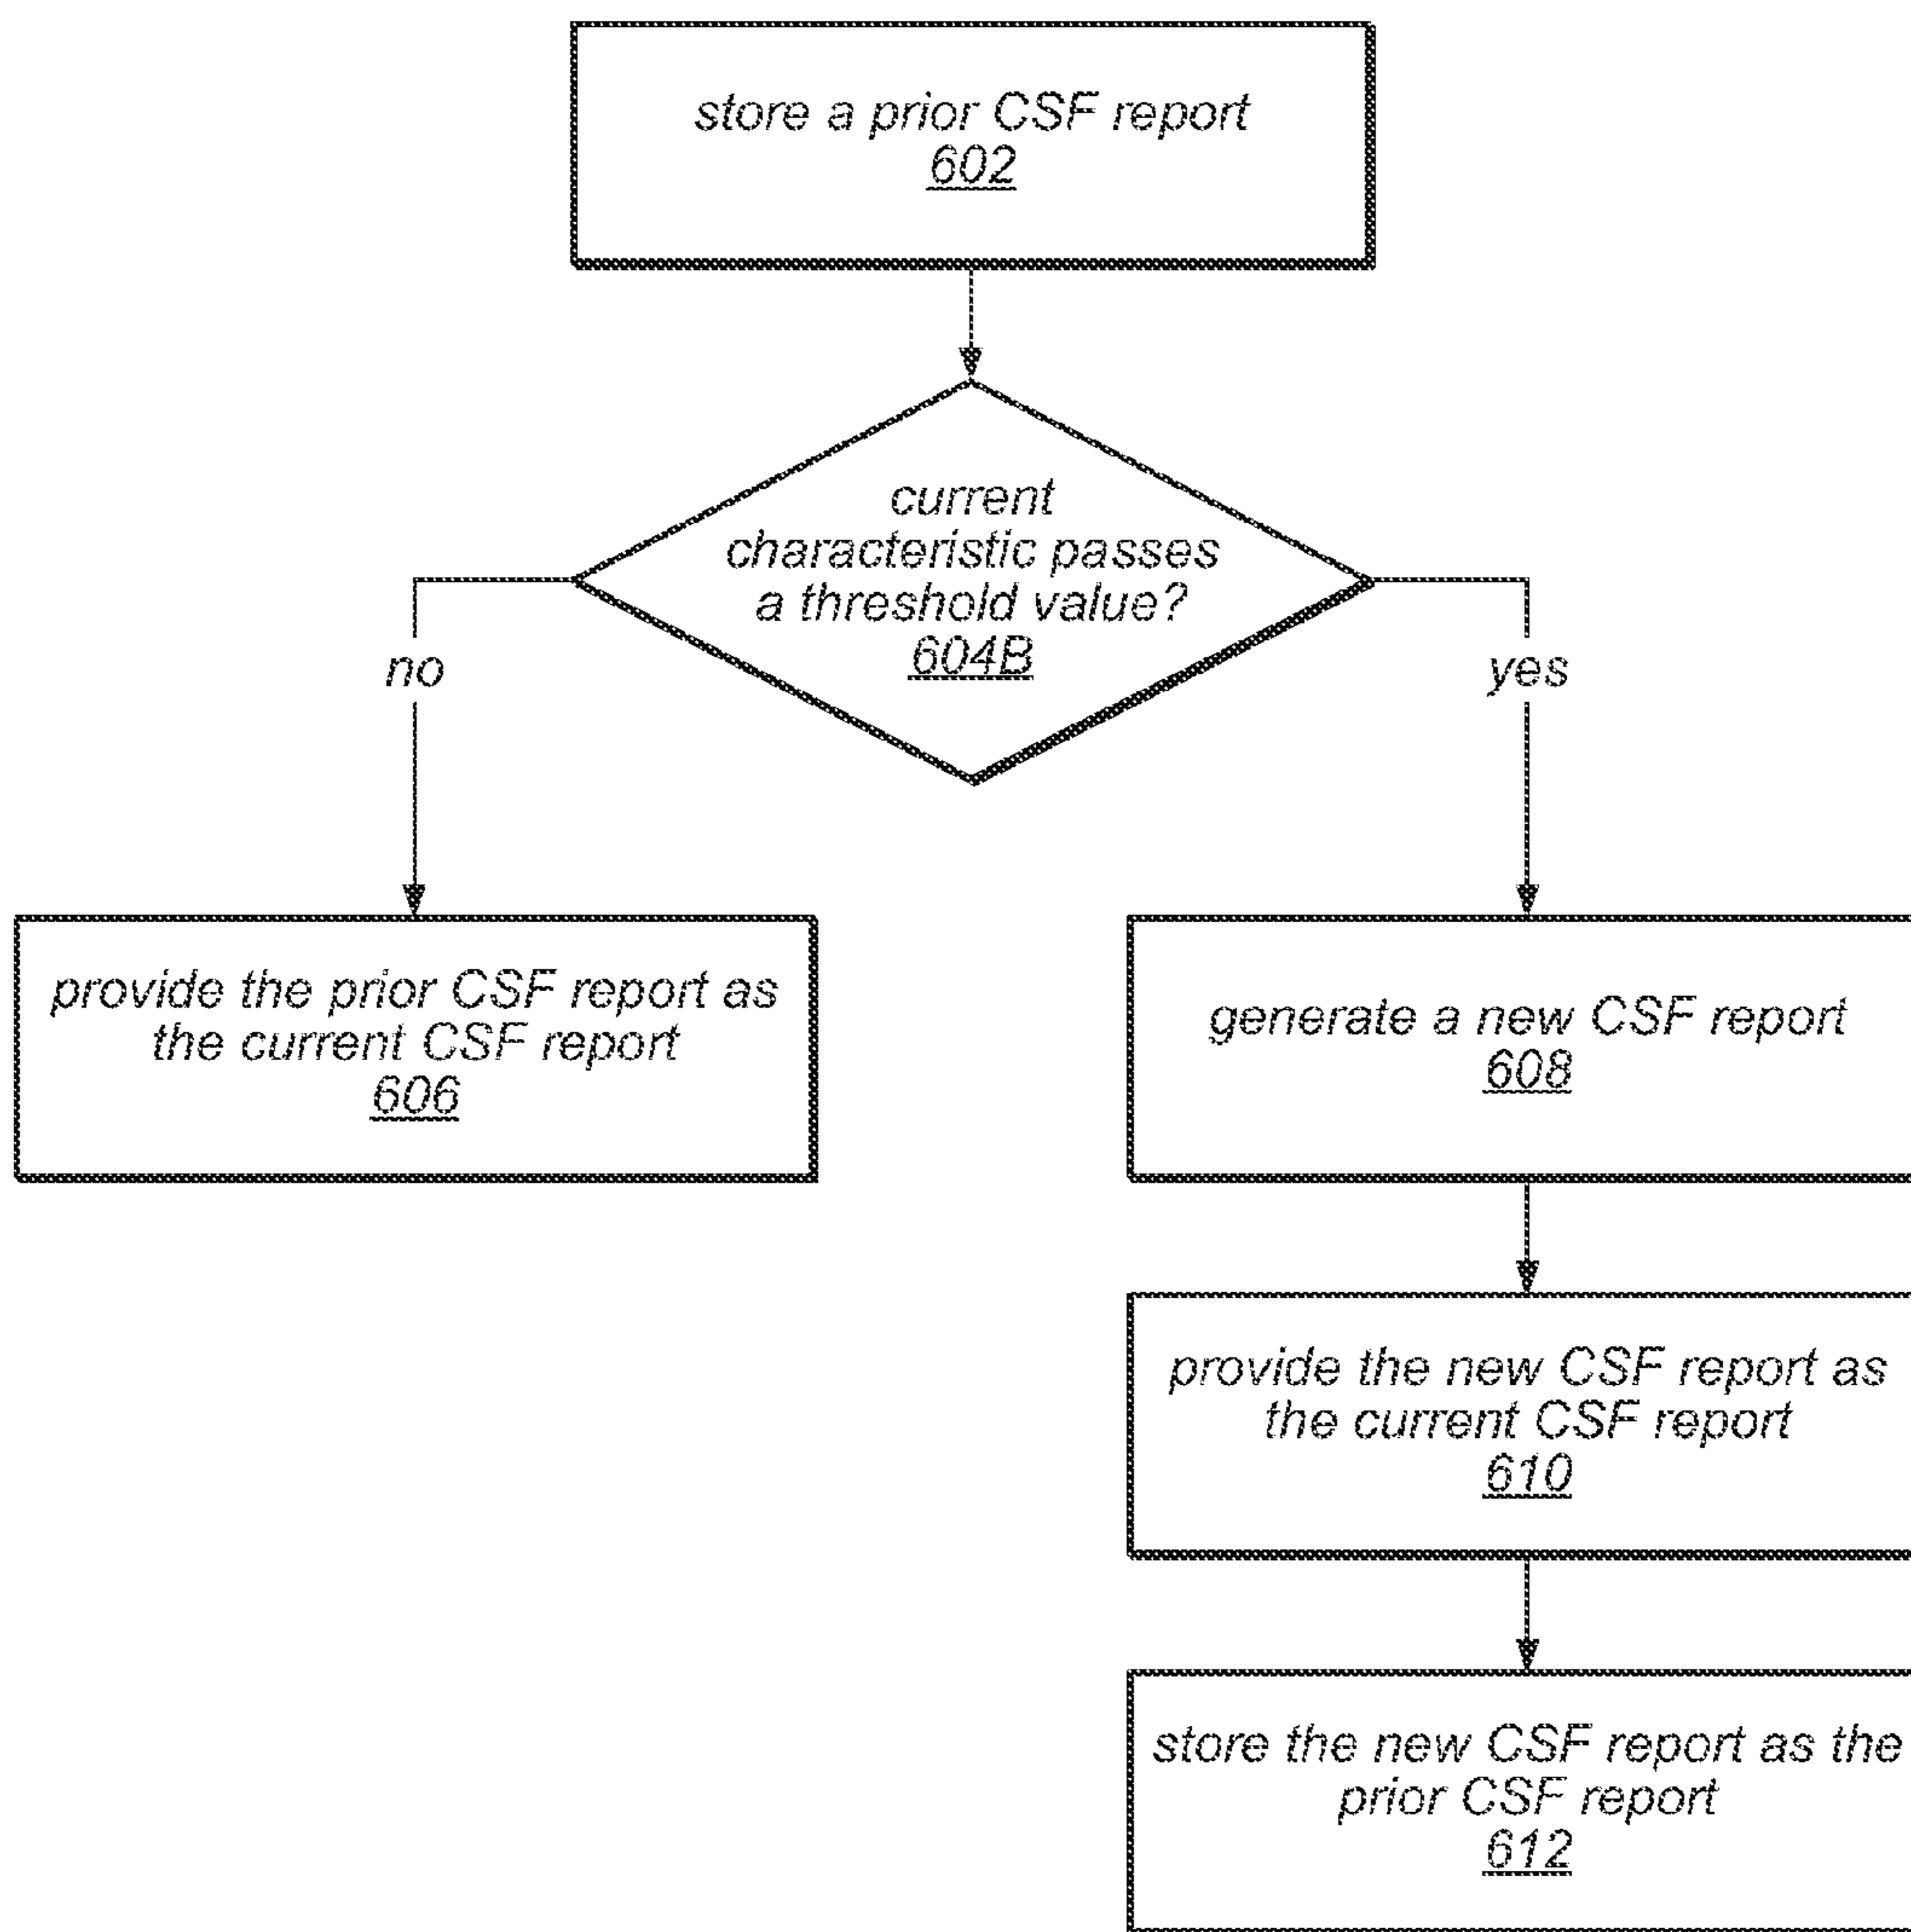 store a prior CSF report
602
current
characteristic passes
a threshold value?
604B
no
yes
provide the prior CSF report as
the current CSF report
606
generate a new CSF report
608
provide the new CSF report as
the current CSF report
610
store the new CSF report as the
prior CSF report
612